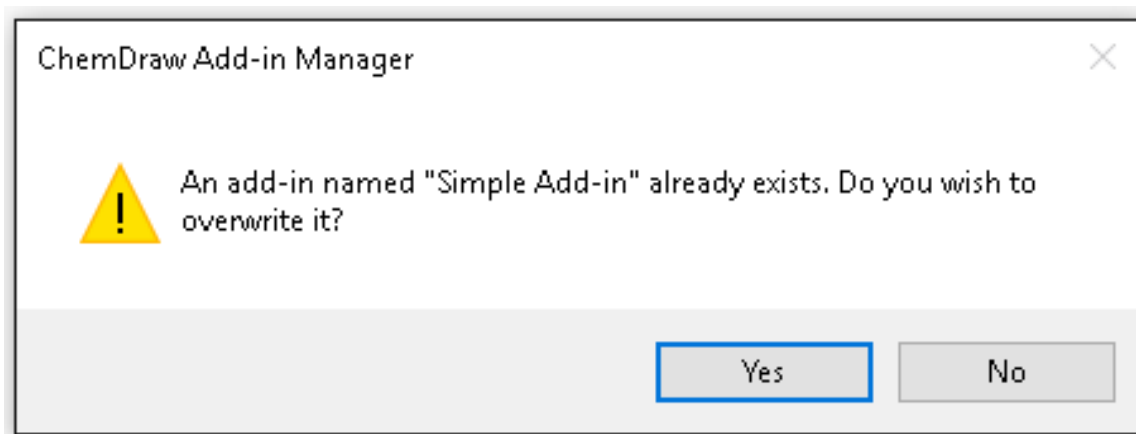 ChemDraw Add-in Manager
An add-in named "Simple Add-in" already exists. Do you wish to
overwrite it?
Yes
No